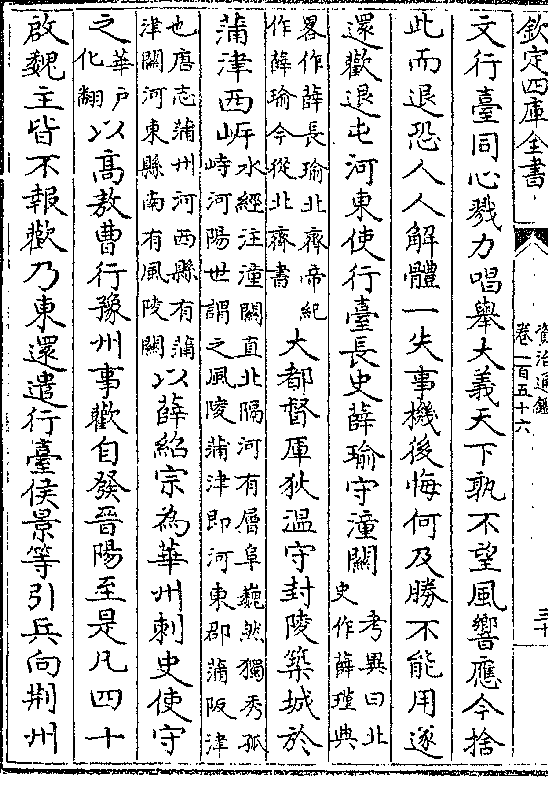 欽定四庫全書
資治通鑑
卷一百五十六
三十
文行臺同心戮力唱舉大義天下孰不望風響應今捨
此而退恐人人解體一失事機後悔何及勝不能用遂
還歡退屯河東使行臺長史薛瑜守潼關考異曰北史作薛瑾典
畧作薛長瑜北齊帝紀作薛瑜今從北齊書大都督厙狄溫守封陵築城於
蒲津西岸水經注潼關直北隔河有層阜巍然獨秀孤峙河陽世謂之風陵蒲津即河東郡蒲阪津
也唐志蒲州河西縣有蒲津關河東縣南有風陵關以薛紹宗為華州刺史使守
之華戶化翻以高敖曹行豫州事歡自發晉陽至是凡四十
啟魏主皆不報歡乃東還遣行臺侯景等引兵向荆州